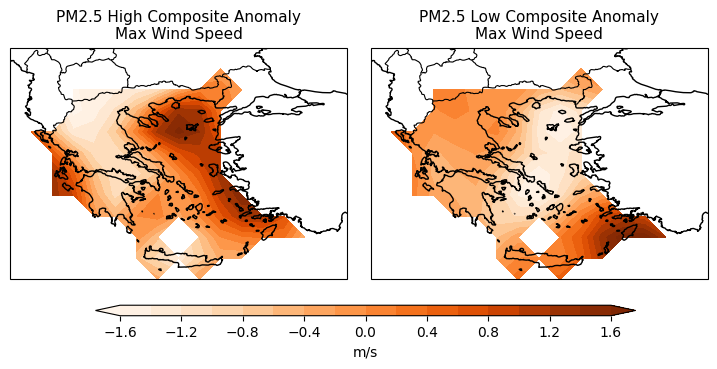 PM2.5 High Composite Anomaly
Max Wind Speed
PM2.5 Low Composite Anomaly
Max Wind Speed
−1.6 −1.2 −0.8 −0.4 0.0 0.4 0.8 1.2 1.6
m/s